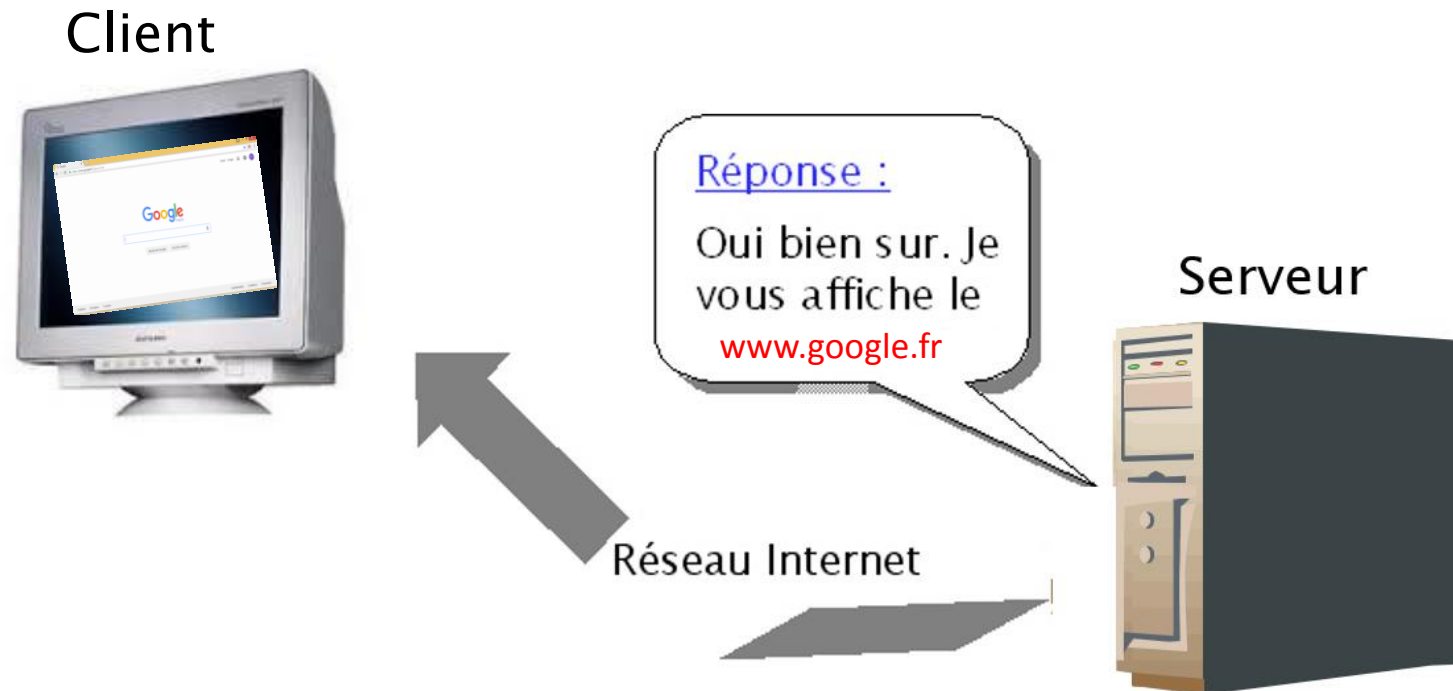 Client
Google
Réponse :
Oui bien sur. Je
vous affiche le
www.google.fr
Serveur
Réseau Internet